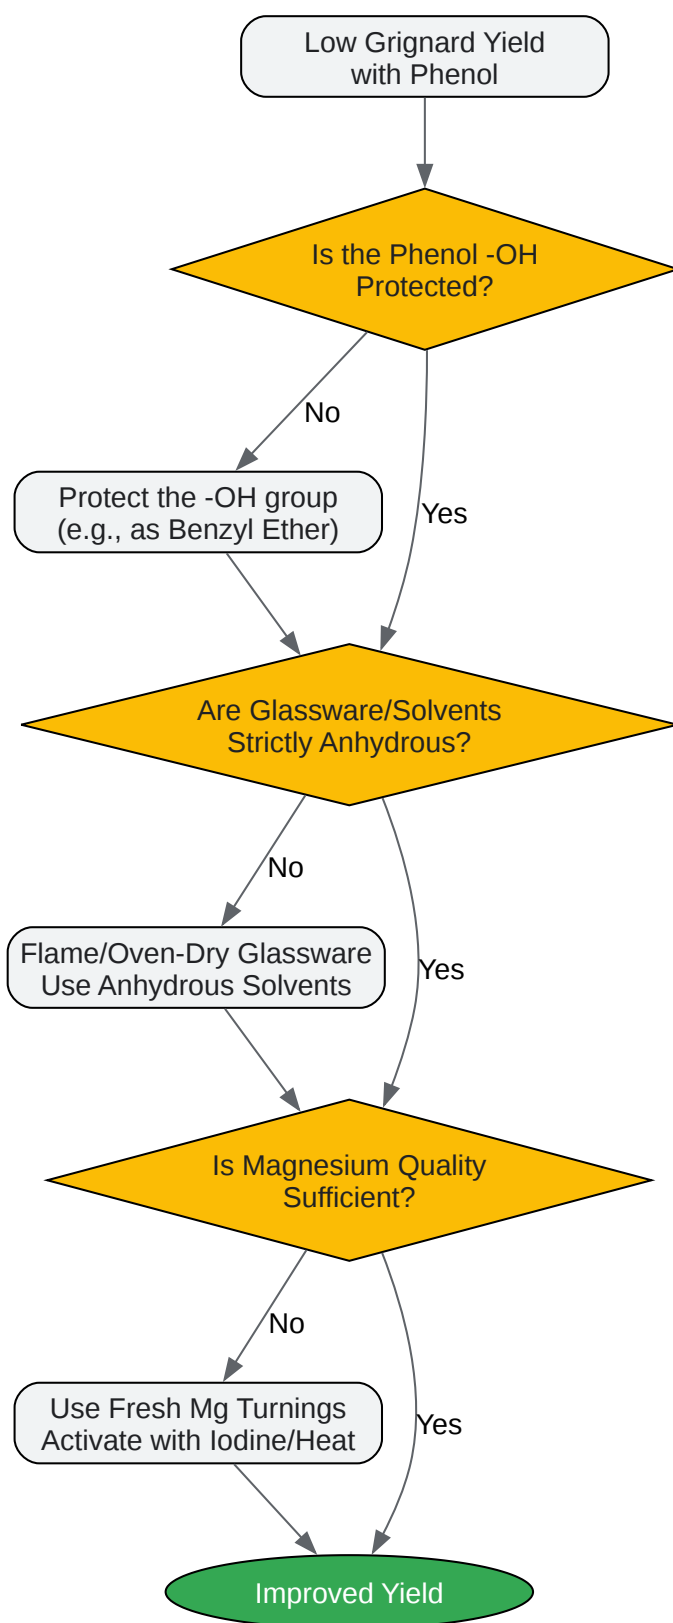 Low Grignard Yield
with Phenol
Is the Phenol -OH
Protected?
No
Protect the -OH group
(e.g., as Benzyl Ether)
Yes
Are Glassware/Solvents
Strictly Anhydrous?
No
Flame/Oven-Dry Glassware
Use Anhydrous Solvents
Yes
Is Magnesium Quality
Sufficient?
No
Use Fresh Mg Turnings
Activate with Iodine/Heat
Yes
Improved Yield